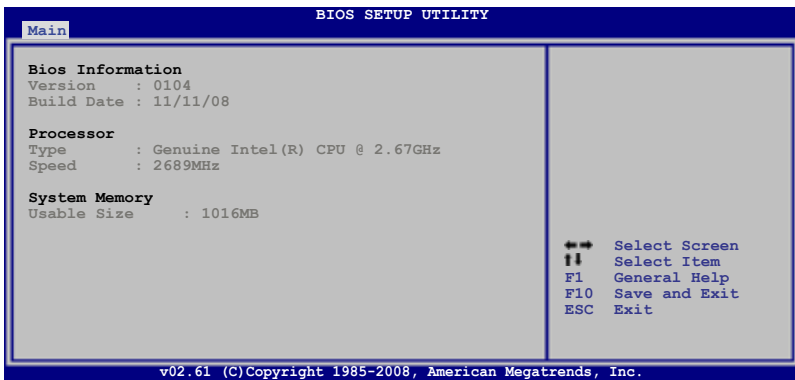 BIOS SETUP UTILITY
Main
Bios Information
Version : 0104
Build Date : 11/11/08
Processor
Type : Genuine Intel(R) CPU @ 2.67GHz
Speed : 2689MHz
System Memory
Usable Size : 1016MB
←→ Select Screen
↑↓ Select Item
F1 General Help
F10 Save and Exit
ESC Exit
v02.61 (C)Copyright 1985-2008, American Megatrends, Inc.